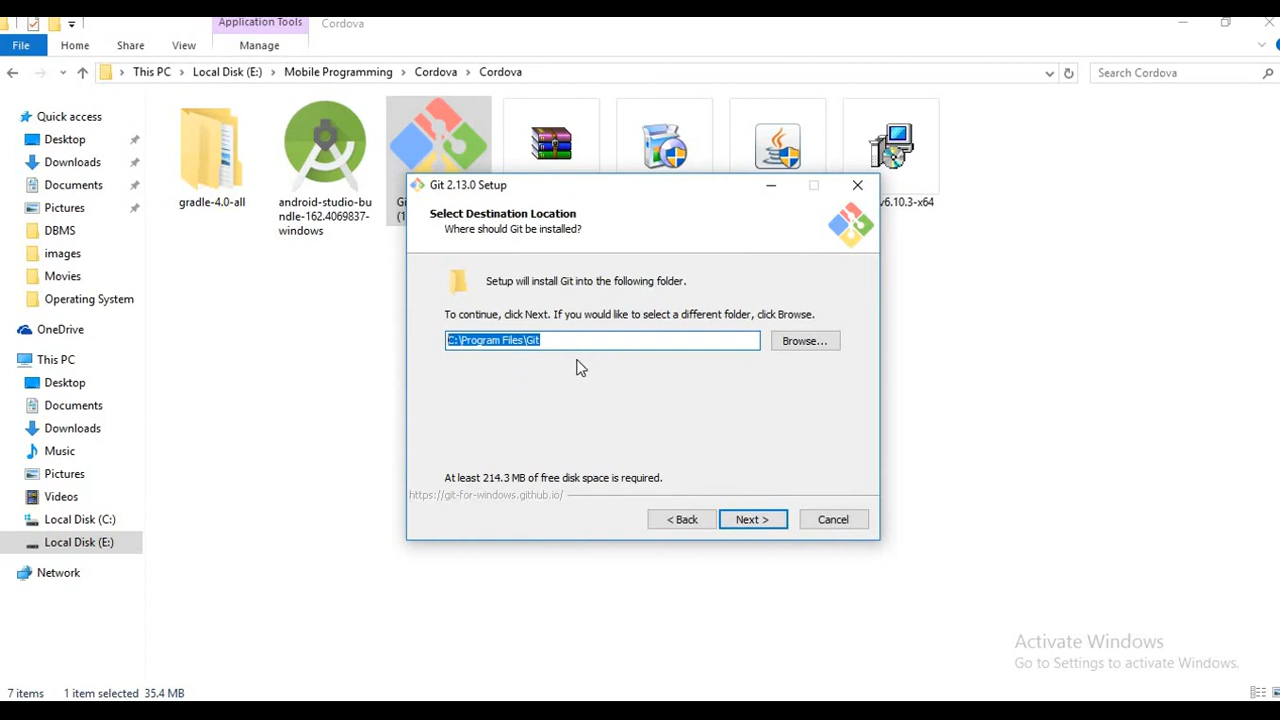 Application Tools
Cordova
File
Home
Share
View
Manage
This PC > Local Disk (E:) > Mobile Programming > Cordova > Cordova
Search Cordova
Quick access
Desktop
Downloads
Documents
Pictures
DBMS
images
Movies
Operating System
OneDrive
This PC
Desktop
Documents
Downloads
Music
Pictures
Videos
Local Disk (C:)
Local Disk (E:)
Network
gradle-4.0-all
android-studio-bu
ndle-162.4069837-
windows
v6.10.3-x64
Git 2.13.0 Setup
Select Destination Location
Where should Git be installed?
Setup will install Git into the following folder.
To continue, click Next. If you would like to select a different folder, click Browse.
C:\Program Files\Git
Browse...
At least 214.3 MB of free disk space is required.
https://git-for-windows.github.io/
< Back
Next >
Cancel
Activate Windows
Go to Settings to activate Windows.
7 items
1 item selected 35.4 MB